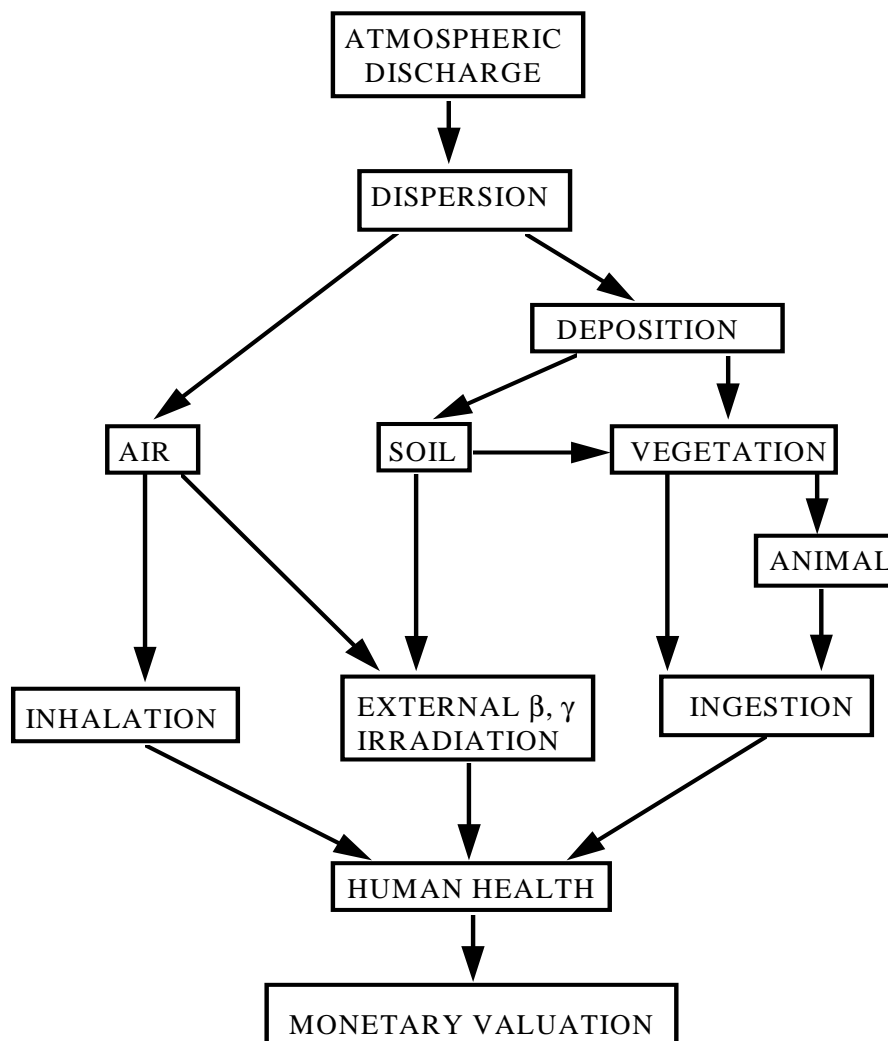 ATMOSPHERIC
DISCHARGE
DISPERSION
DEPOSITION
AIR
SOIL
VEGETATION
ANIMAL
INHALATION
EXTERNAL β, γ
IRRADIATION
INGESTION
HUMAN HEALTH
MONETARY VALUATION